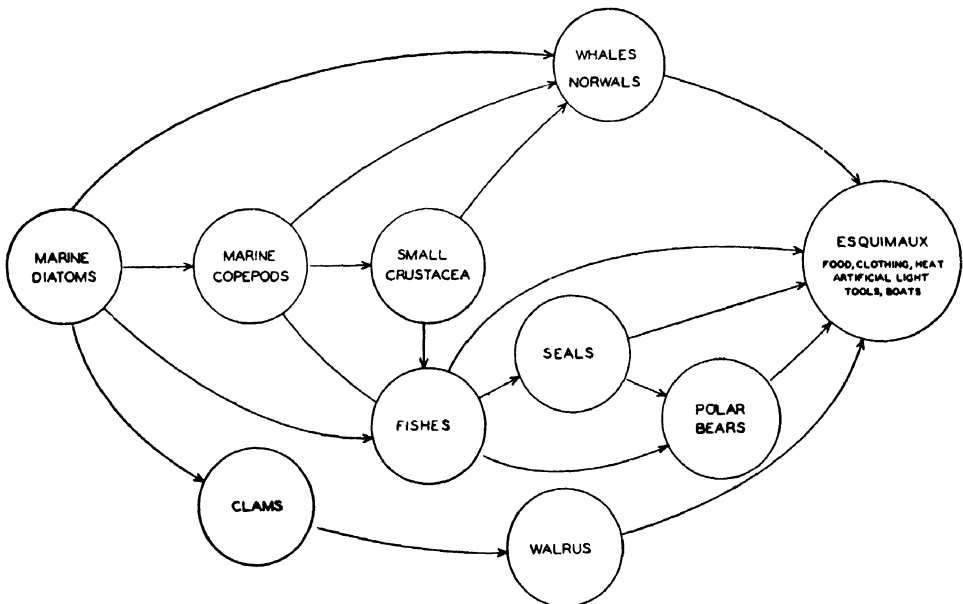 WHALES
NORWALS
MARINE
DIATOMS
MARINE
COPEPODS
SMALL
CRUSTACEA
ESQUIMAUX
FOOD, CLOTHING, HEAT
ARTIFICIAL LIGHT
TOOLS, BOATS
SEALS
FISHES
POLAR
BEARS
CLAMS
WALRUS